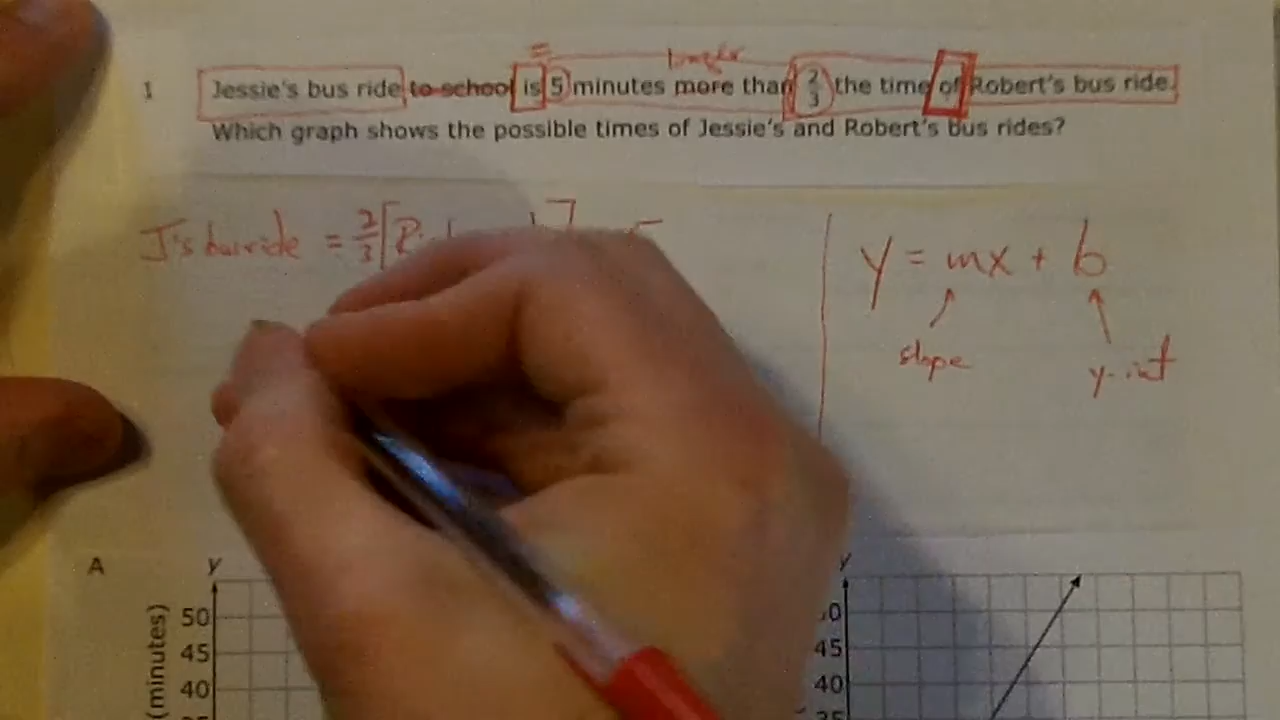 =
longer
1 Jessie's bus ride to school is 5 minutes more than 2/3 the time of Robert's bus ride.
Which graph shows the possible times of Jessie's and Robert's bus rides?
J's bus ride = 2/3 [
y = mx + b
slope y-int
A y y
50
45 45
40 40
(minutes)